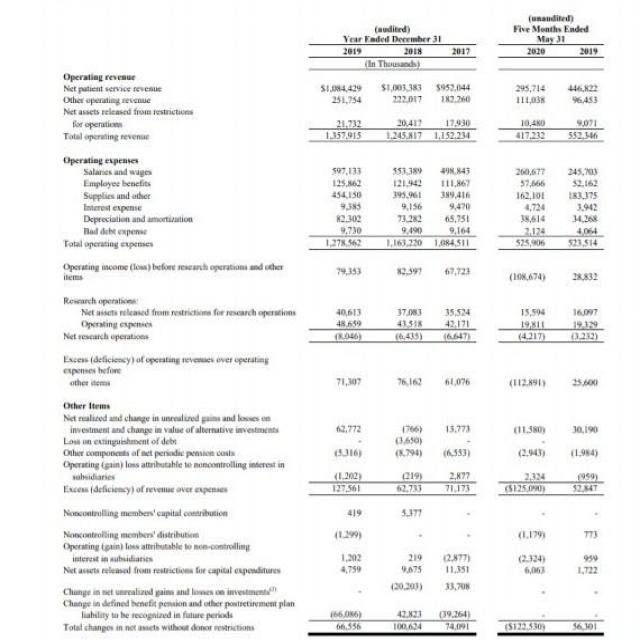 (unaudited)
(audited) Five Months Ended
Year Ended December 31 May 31
2019 2018 2017 2020 2019
(In Thousands)
Operating revenue
Net patient service revenue $1,084,429 $1,003,383 $952,044 295,714 446,822
Other operating revenue 251,754 222,017 182,260 111,038 96,453
Net assets released from restrictions
for operations 21,732 20,417 17,930 10,480 9,071
Total operating revenue 1,357,915 1,245,817 1,152,234 417,232 552,346
Operating expenses
Salaries and wages 597,133 553,389 498,843 260,677 245,703
Employee benefits 125,862 121,942 111,867 57,666 52,162
Supplies and other 454,150 395,961 389,416 162,101 183,375
Interest expense 9,385 9,156 9,470 4,724 3,942
Depreciation and amortization 82,302 73,282 65,751 38,614 34,268
Bad debt expense 9,730 9,490 9,164 2,124 4,064
Total operating expenses 1,278,562 1,163,220 1,084,511 525,906 523,514
Operating income (loss) before research operations and other
items 79,353 82,597 67,723 (108,674) 28,832
Research operations:
Net assets released from restrictions for research operations 40,613 37,083 35,524 15,594 16,097
Operating expenses 48,659 43,518 42,171 19,811 19,329
Net research operations (8,046) (6,435) (6,647) (4,217) (3,232)
Excess (deficiency) of operating revenues over operating
expenses before
other items 71,307 76,162 61,076 (112,891) 25,600
Other Items
Net realized and change in unrealized gains and losses on
investment and change in value of alternative investments 62,772 (766) 13,773 (11,580) 30,190
Loss on extinguishment of debt - (3,650) - - -
Other components of net periodic pension costs (5,316) (8,794) (6,553) (2,943) (1,984)
Operating (gain) loss attributable to noncontrolling interest in
subsidiaries (1,202) (219) 2,877 2,324 (959)
Excess (deficiency) of revenue over expenses 127,561 62,733 71,173 ($125,090) 52,847
Noncontrolling members' capital contribution 419 5,377 - - -
Noncontrolling members' distribution (1,299) - - (1,179) 773
Operating (gain) loss attributable to non-controlling
interest in subsidiaries 1,202 219 (2,877) (2,324) 959
Net assets released from restrictions for capital expenditures 4,759 9,675 11,351 6,063 1,722
Change in net unrealized gains and losses on investments - (20,203) 33,708
Change in defined benefit pension and other postretirement plan
liability to be recognized in future periods (66,086) 42,823 (39,264) - -
Total changes in net assets without donor restrictions 66,556 100,624 74,091 ($122,530) 56,301